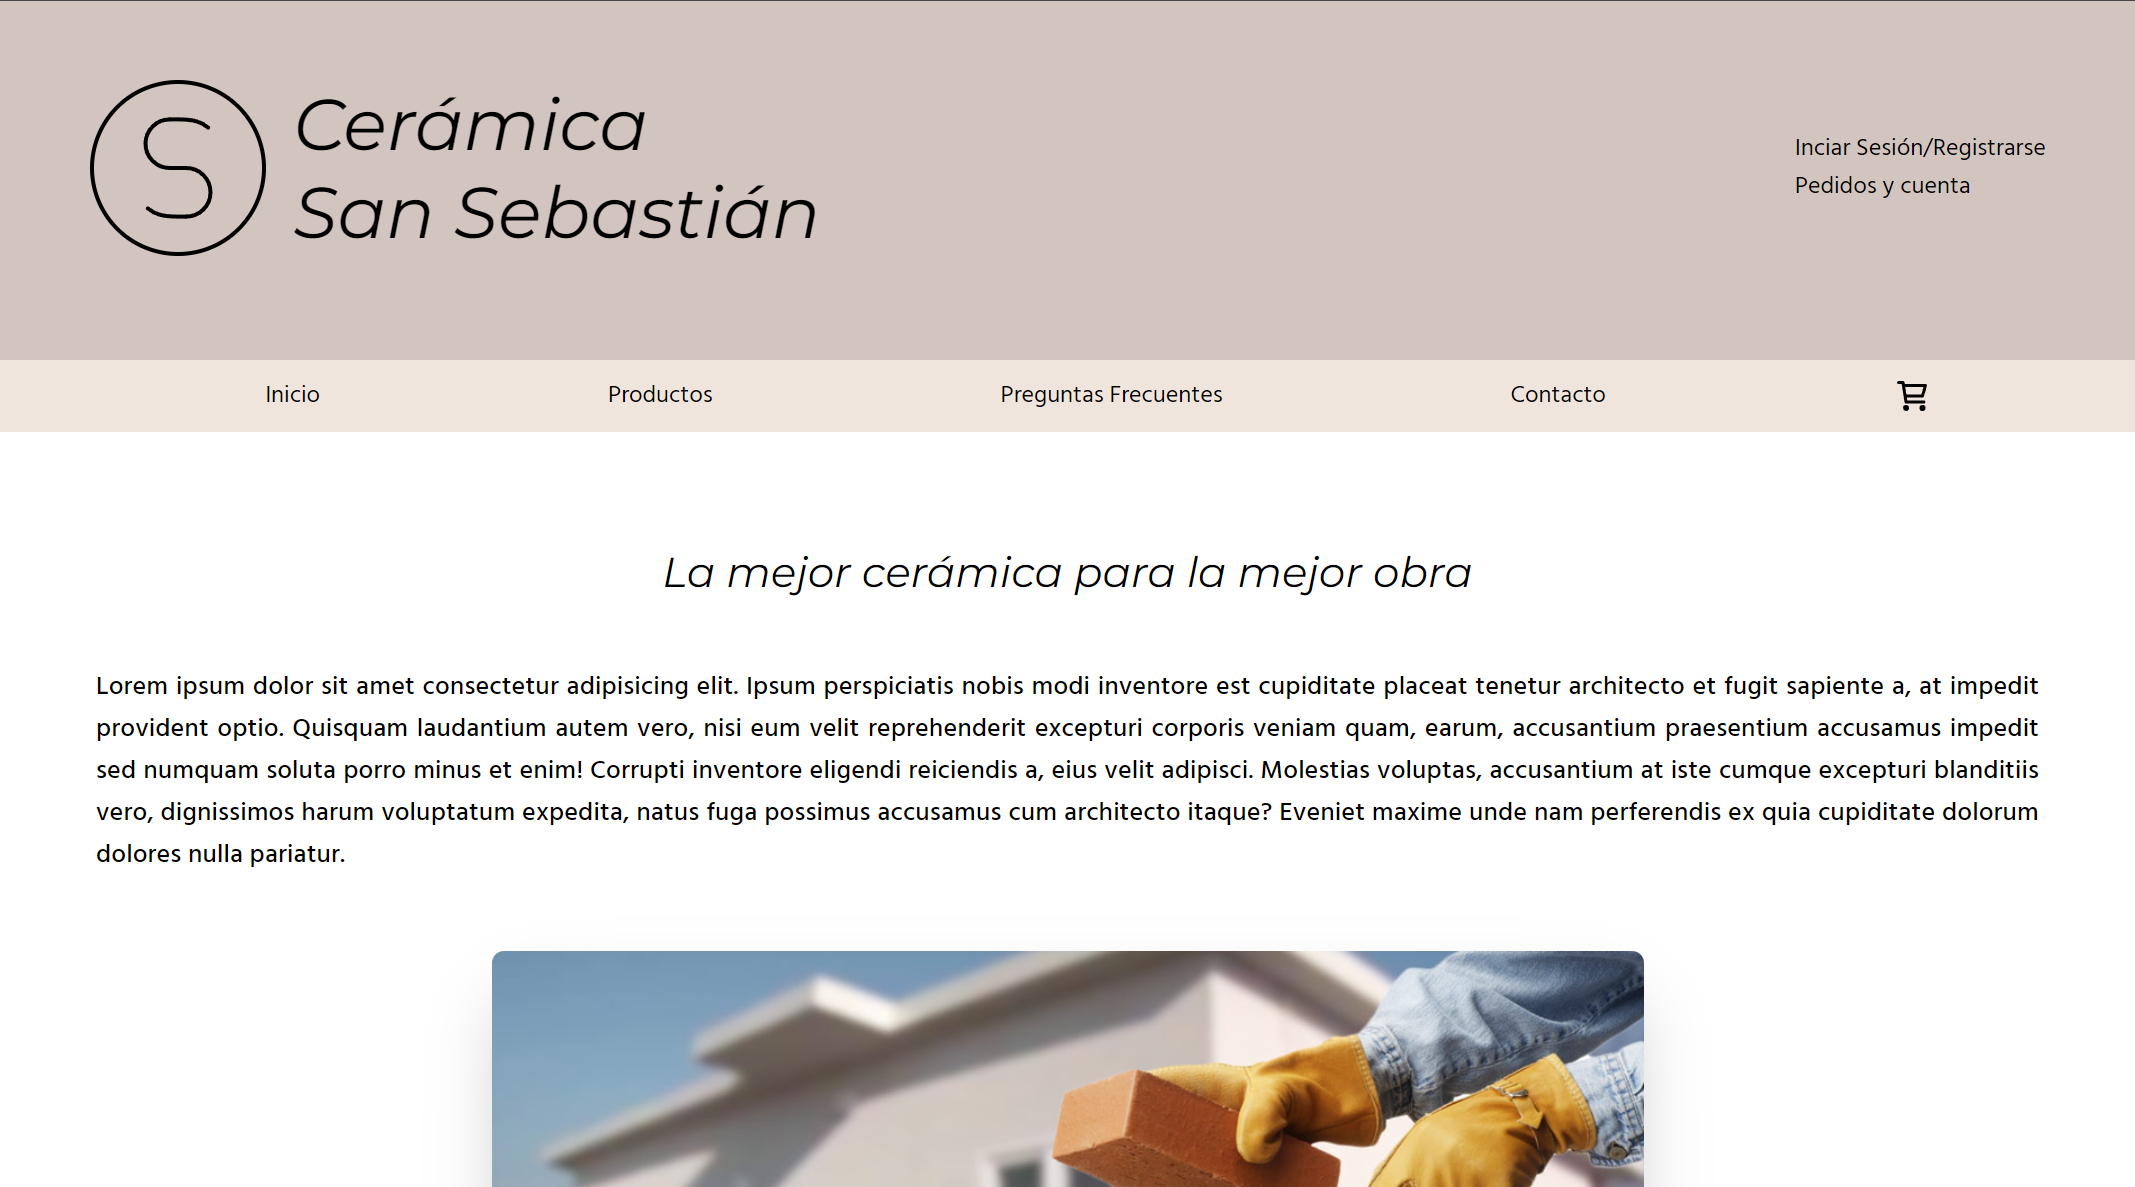 S
Cerámica
San Sebastián
Inciar Sesión/Registrarse
Pedidos y cuenta
Inicio
Productos
Preguntas Frecuentes
Contacto
La mejor cerámica para la mejor obra
Lorem ipsum dolor sit amet consectetur adipisicing elit. Ipsum perspiciatis nobis modi inventore est cupiditate placeat tenetur architecto et fugit sapiente a, at impedit
provident optio. Quisquam laudantium autem vero, nisi eum velit reprehenderit excepturi corporis veniam quam, earum, accusantium praesentium accusamus impedit
sed numquam soluta porro minus et enim! Corrupti inventore eligendi reiciendis a, eius velit adipisci. Molestias voluptas, accusantium at iste cumque excepturi blanditiis
vero, dignissimos harum voluptatum expedita, natus fuga possimus accusamus cum architecto itaque? Eveniet maxime unde nam perferendis ex quia cupiditate dolorum
dolores nulla pariatur.